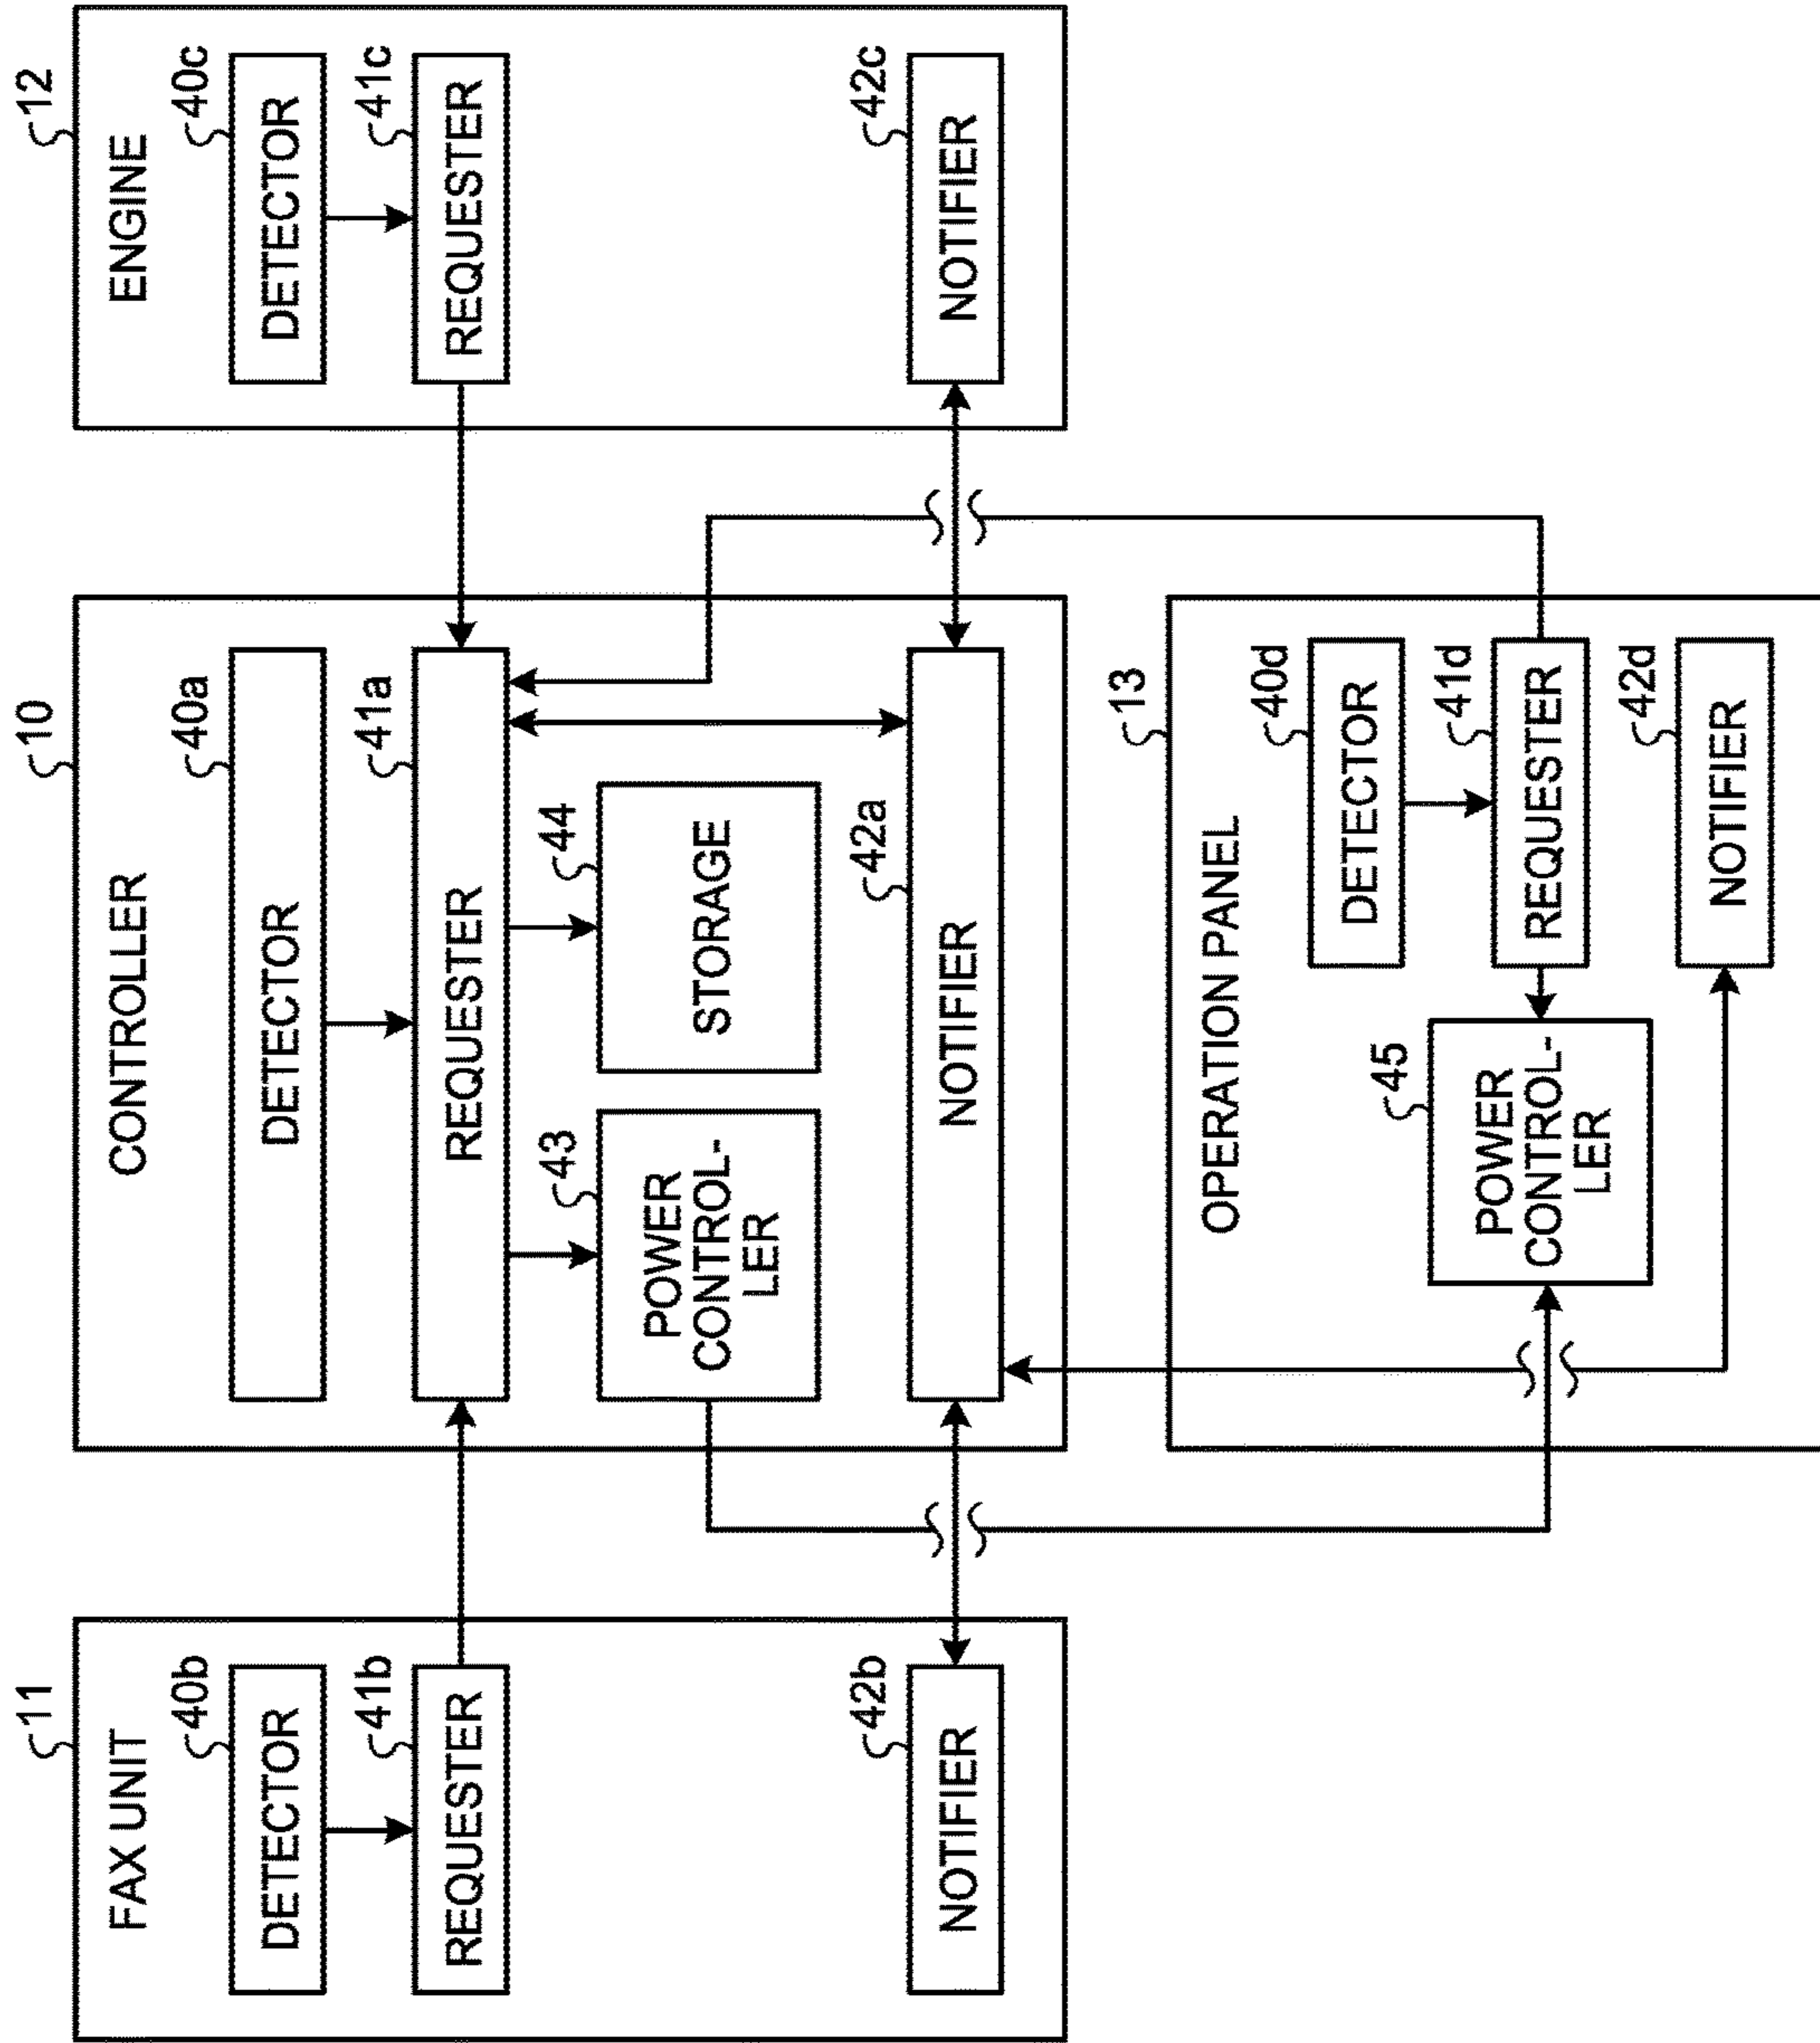 11
FAX UNIT
40b
DETECTOR
41b
REQUESTER
42b
NOTIFIER
10
CONTROLLER
40a
DETECTOR
41a
REQUESTER
43
POWER
CONTROL-
LER
44
STORAGE
42a
NOTIFIER
12
ENGINE
40c
DETECTOR
41c
REQUESTER
42c
NOTIFIER
13
OPERATION PANEL
40d
DETECTOR
41d
REQUESTER
45
POWER
CONTROL-
LER
42d
NOTIFIER